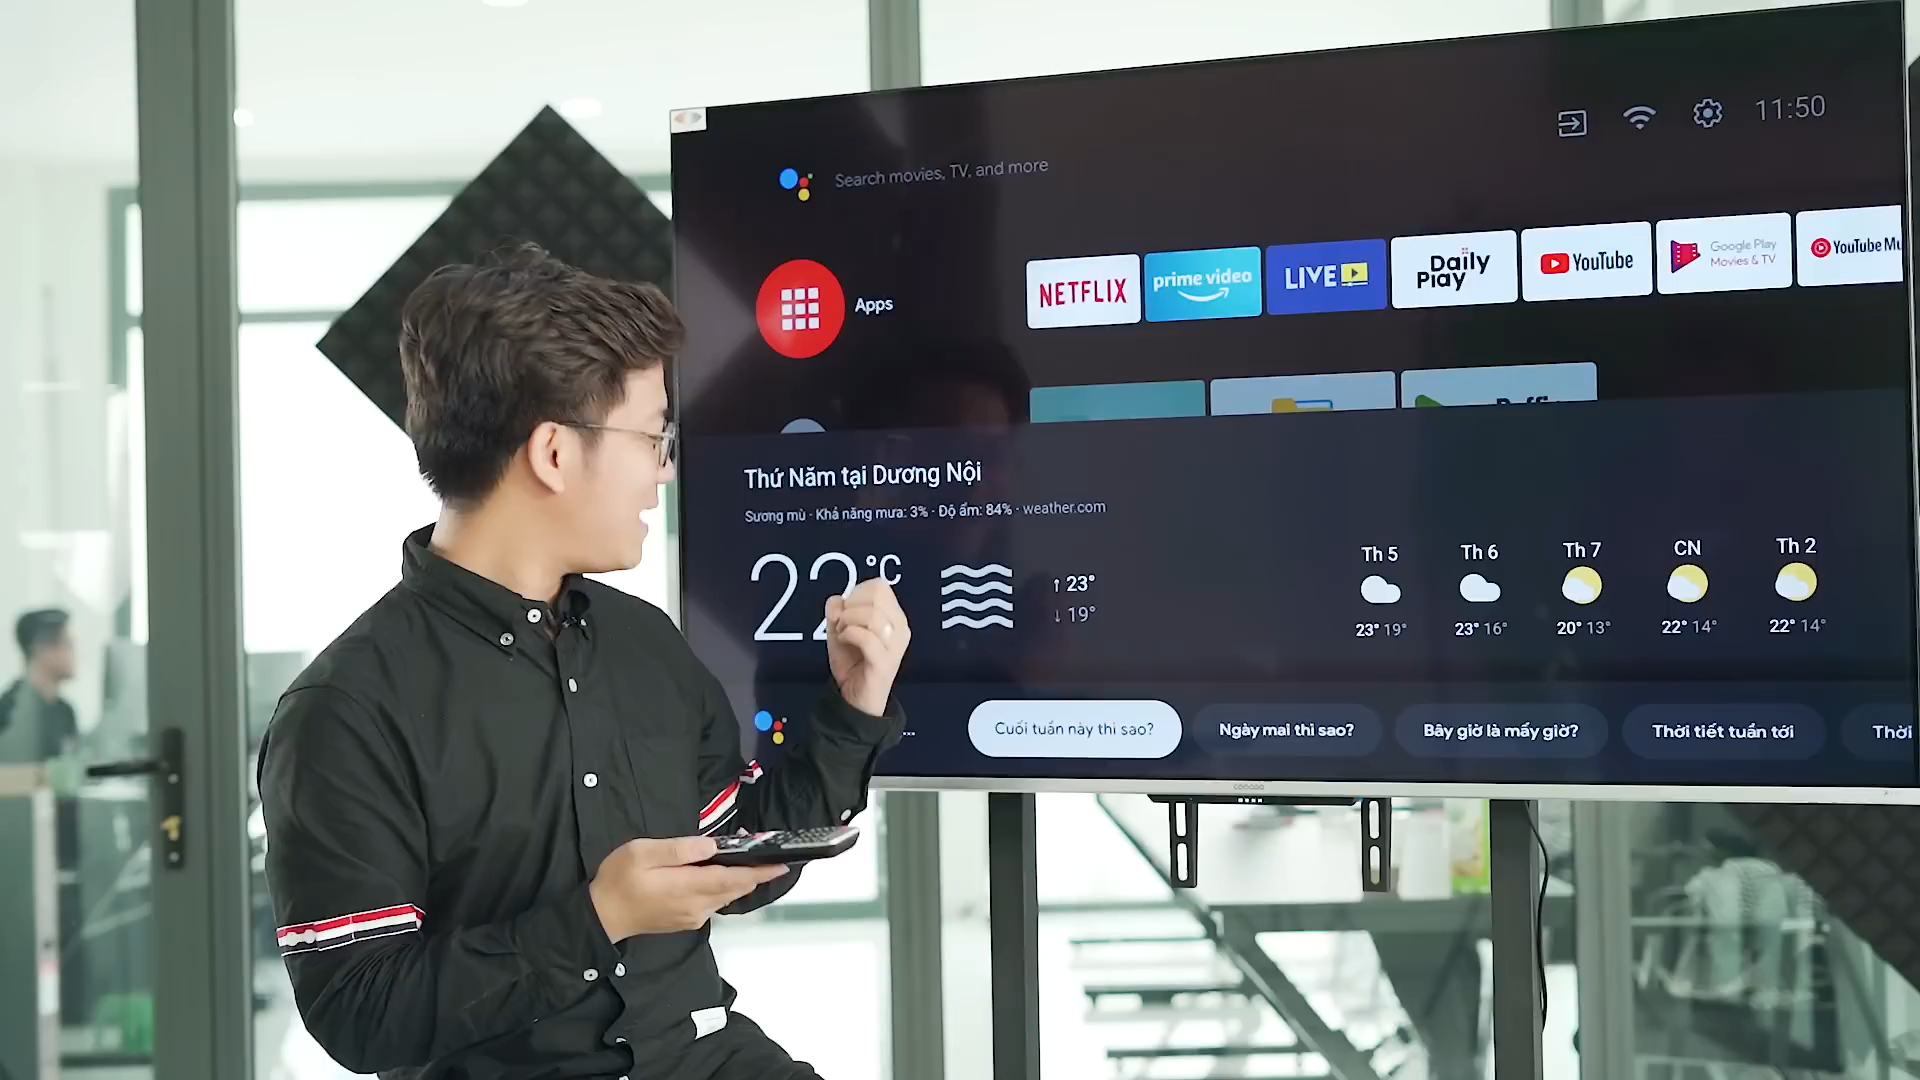 11:50
Search movies, TV, and more
Apps
NETFLIX
prime video
LIVE
Daily Play
YouTube
Google Play Movies & TV
YouTube Mu
Thứ Năm tại Dương Nội
Sương mù · Khả năng mưa: 3% · Độ ẩm: 84% · weather.com
22°C
↑ 23°
↓ 19°
Th 5
23° 19°
Th 6
23° 16°
Th 7
20° 13°
CN
22° 14°
Th 2
22° 14°
...
Cuối tuần này thì sao?
Ngày mai thì sao?
Bây giờ là mấy giờ?
Thời tiết tuần tới
Thời
coocaa